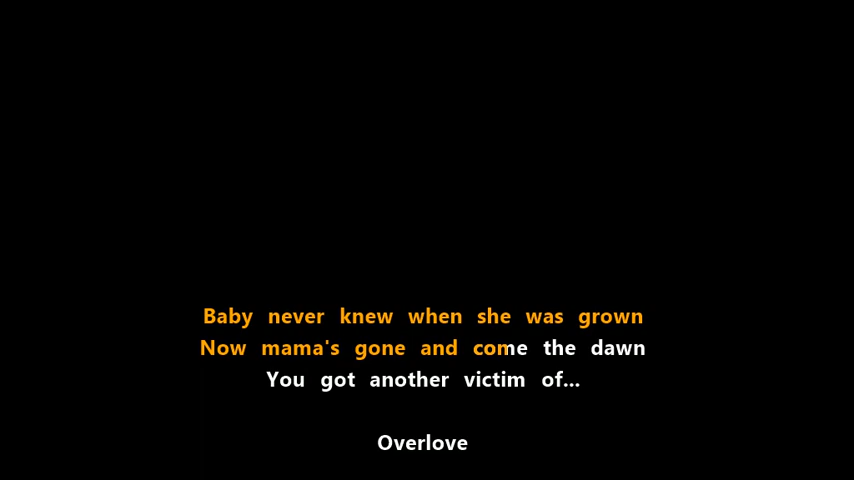 Baby never knew when she was grown
Now mama's gone and come the dawn
You got another victim of...
Overlove